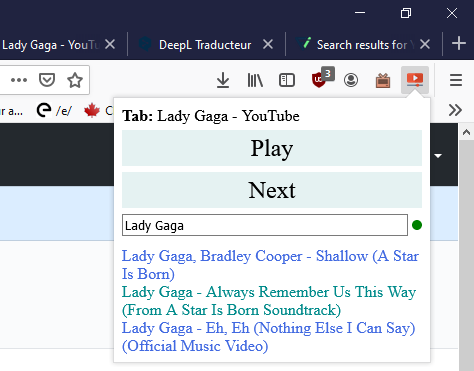 Lady Gaga - YouTu
DeepL Traducteur
Search results for Y
3
r a...
/e/
C
Tab: Lady Gaga - YouTube
Play
Next
Lady Gaga
Lady Gaga, Bradley Cooper - Shallow (A Star
Is Born)
Lady Gaga - Always Remember Us This Way
(From A Star Is Born Soundtrack)
Lady Gaga - Eh, Eh (Nothing Else I Can Say)
(Official Music Video)